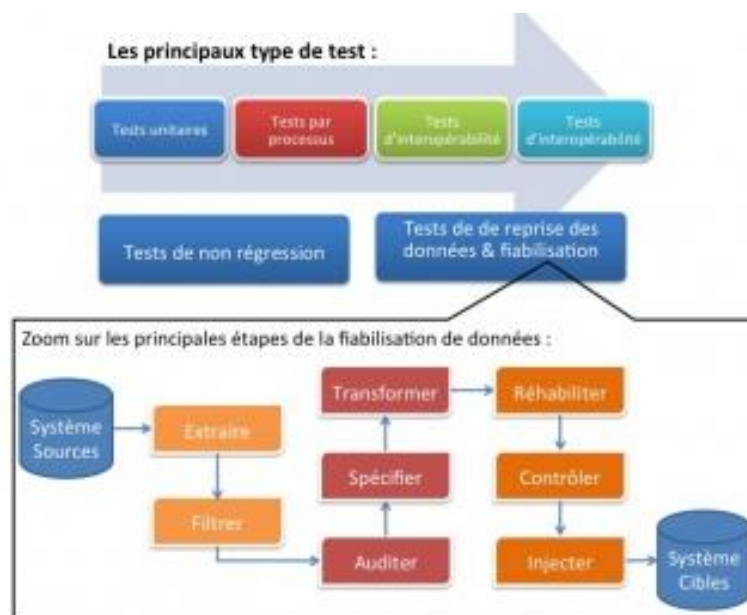 Les principaux type de test :
Tests unitaires
Tests par
processus
Tests
d'interopérabilité
Tests
d'interopérabilité
Tests de non régression
Tests de de reprise des
données & fiabilisation
Zoom sur les principales étapes de la fiabilisation de données :
Système
Sources
Extraire
Filtrer
Auditer
Spécifier
Transformer
Réhabiliter
Contrôler
Injecter
Système
Cibles